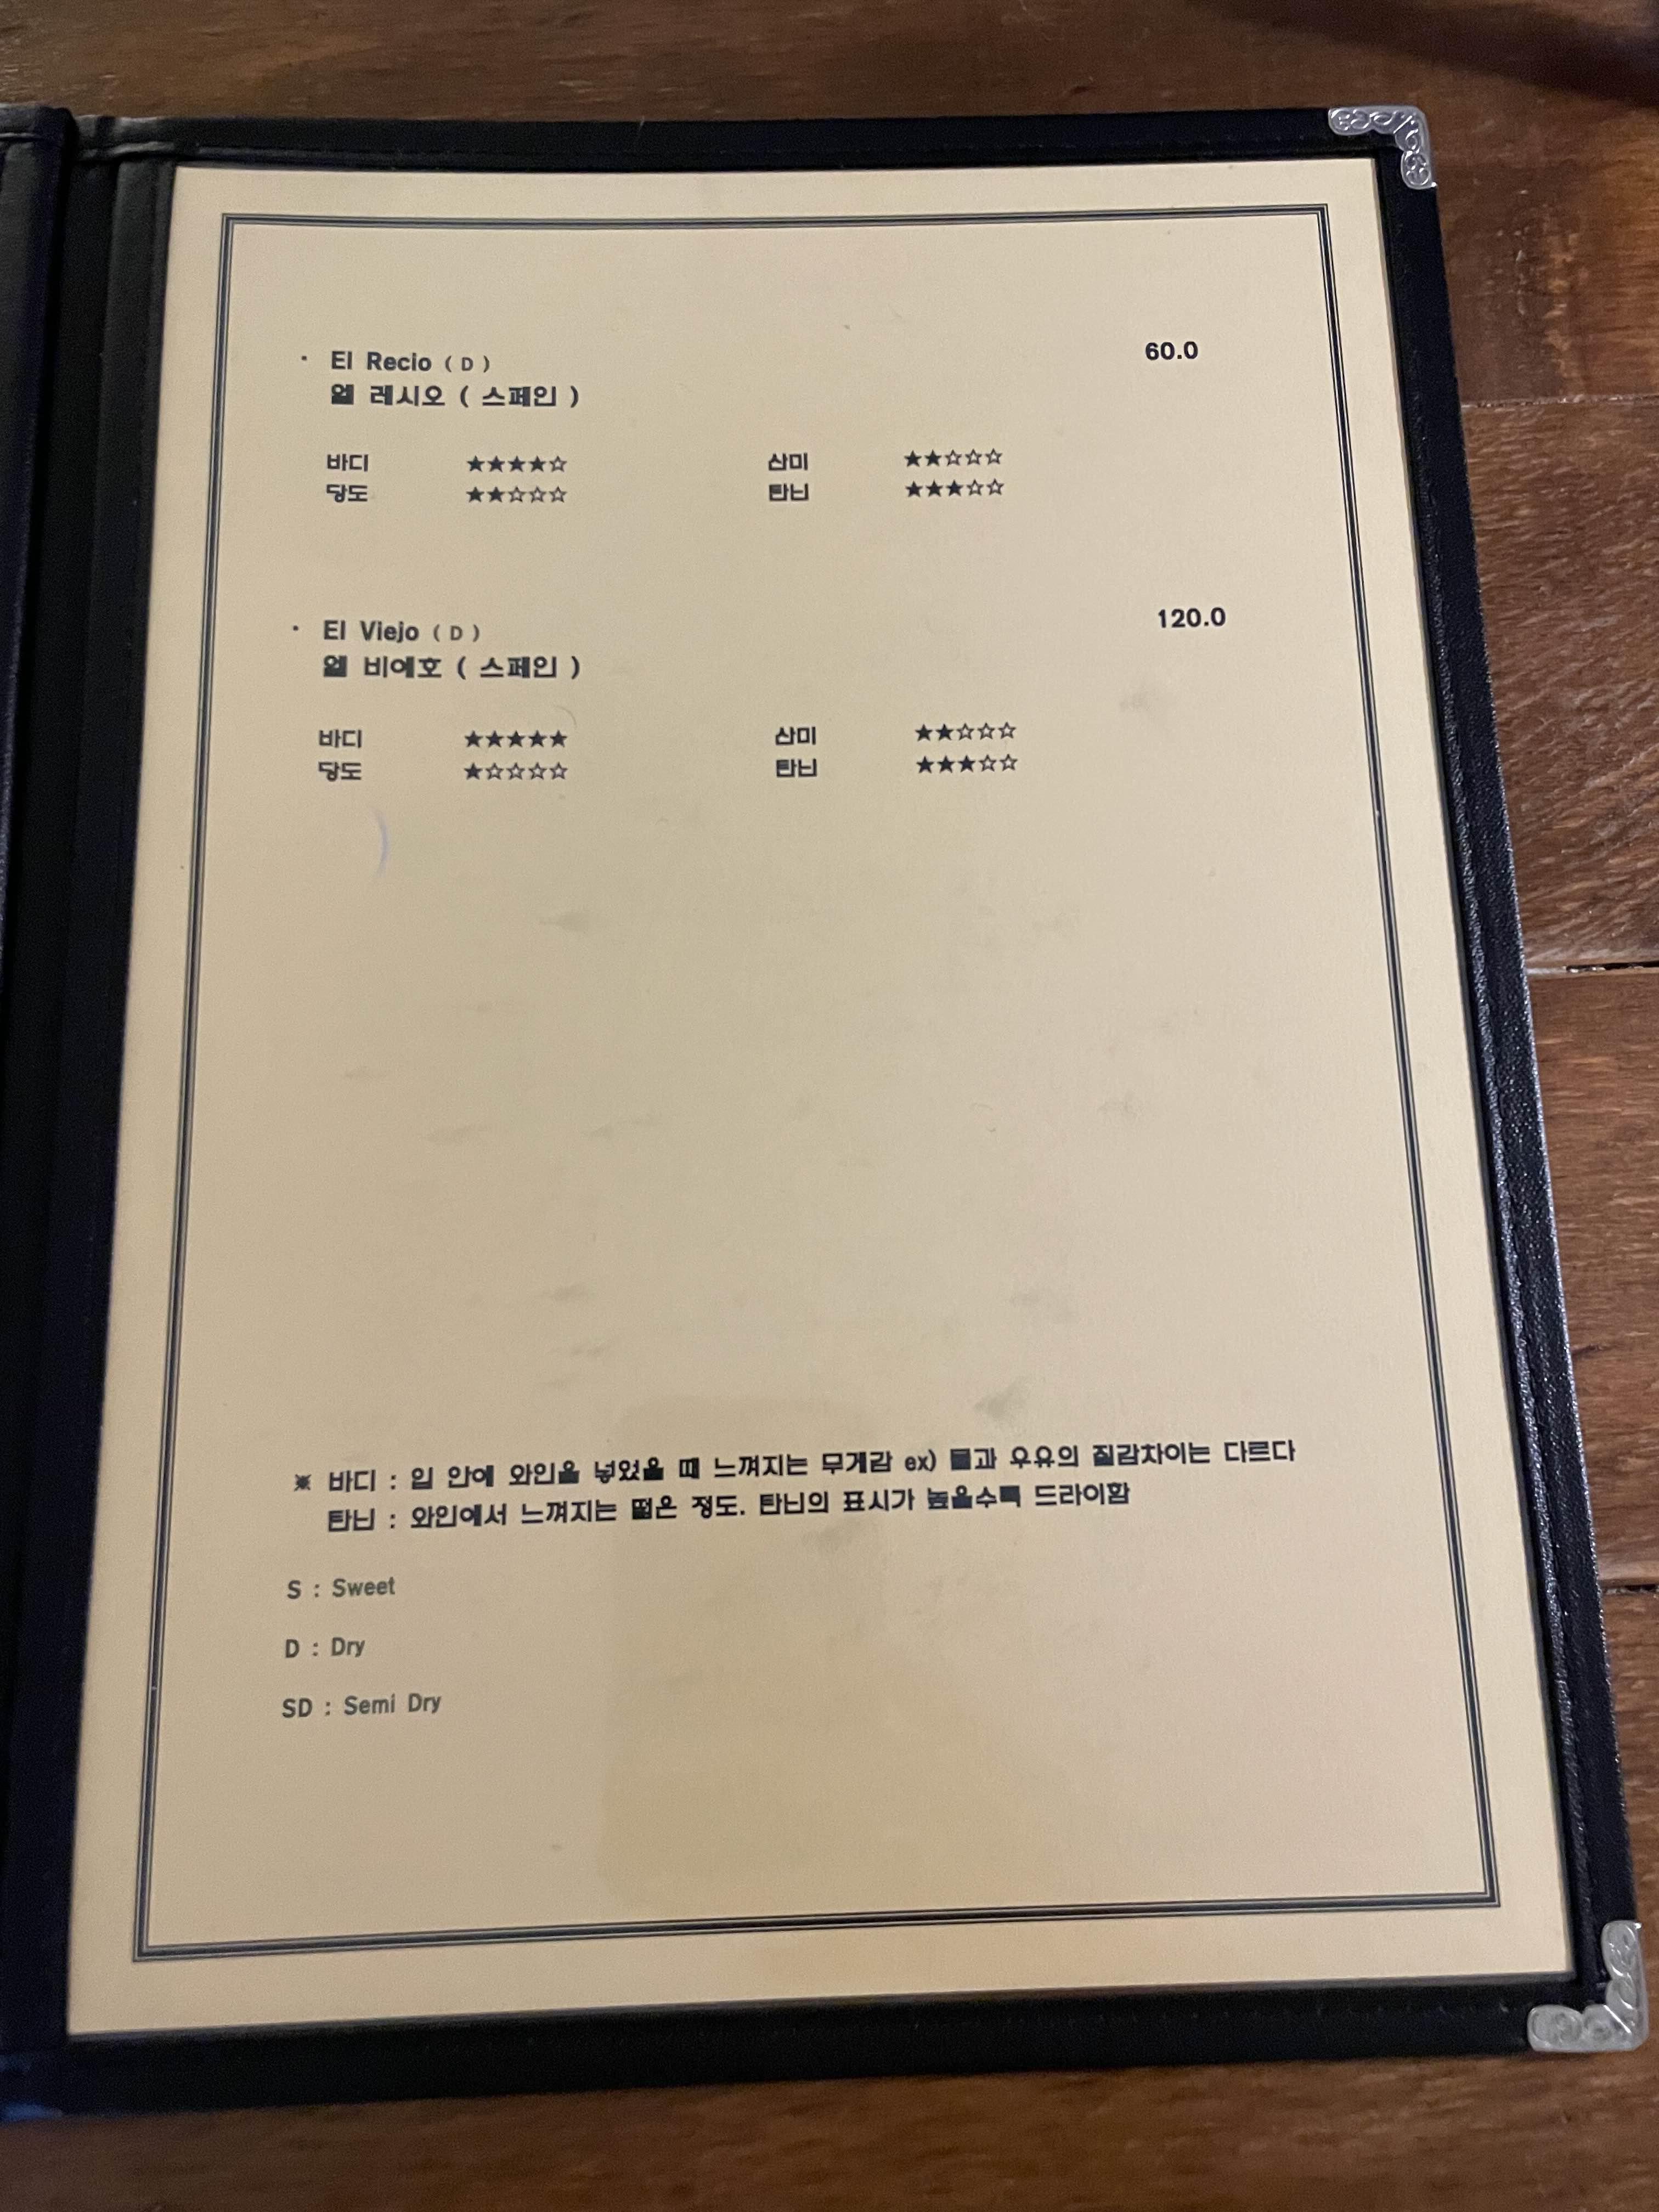 · El Recio ( D ) 60.0
엘 레시오 ( 스페인 )
바디 ★★★★☆ 산미 ★★☆☆☆
당도 ★★☆☆☆ 탄닌 ★★★☆☆
· El Viejo ( D ) 120.0
엘 비에호 ( 스페인 )
바디 ★★★★★ 산미 ★★☆☆☆
당도 ★☆☆☆☆ 탄닌 ★★★☆☆
※ 바디 : 입 안에 와인을 넣었을 때 느껴지는 무게감 ex) 물과 우유의 질감차이는 다르다
탄닌 : 와인에서 느껴지는 떫은 정도. 탄닌의 표시가 높을수록 드라이함
S : Sweet
D : Dry
SD : Semi Dry